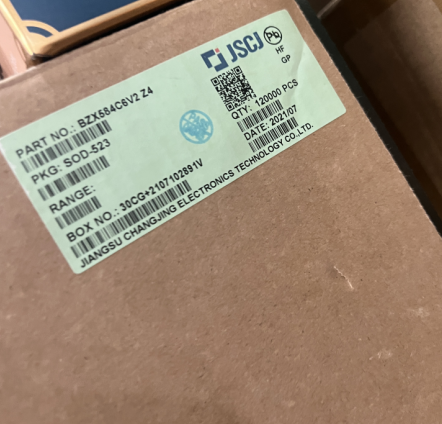 JSCJ
Pb
HF
GP
PART NO.: BZX584C6V2 Z4
PKG: SOD-523
RANGE:
BOX NO.: 30CG+2107102891V
QTY: 120000 PCS
DATE: 2021/07
JIANGSU CHANGJING ELECTRONICS TECHNOLOGY CO.,LTD.